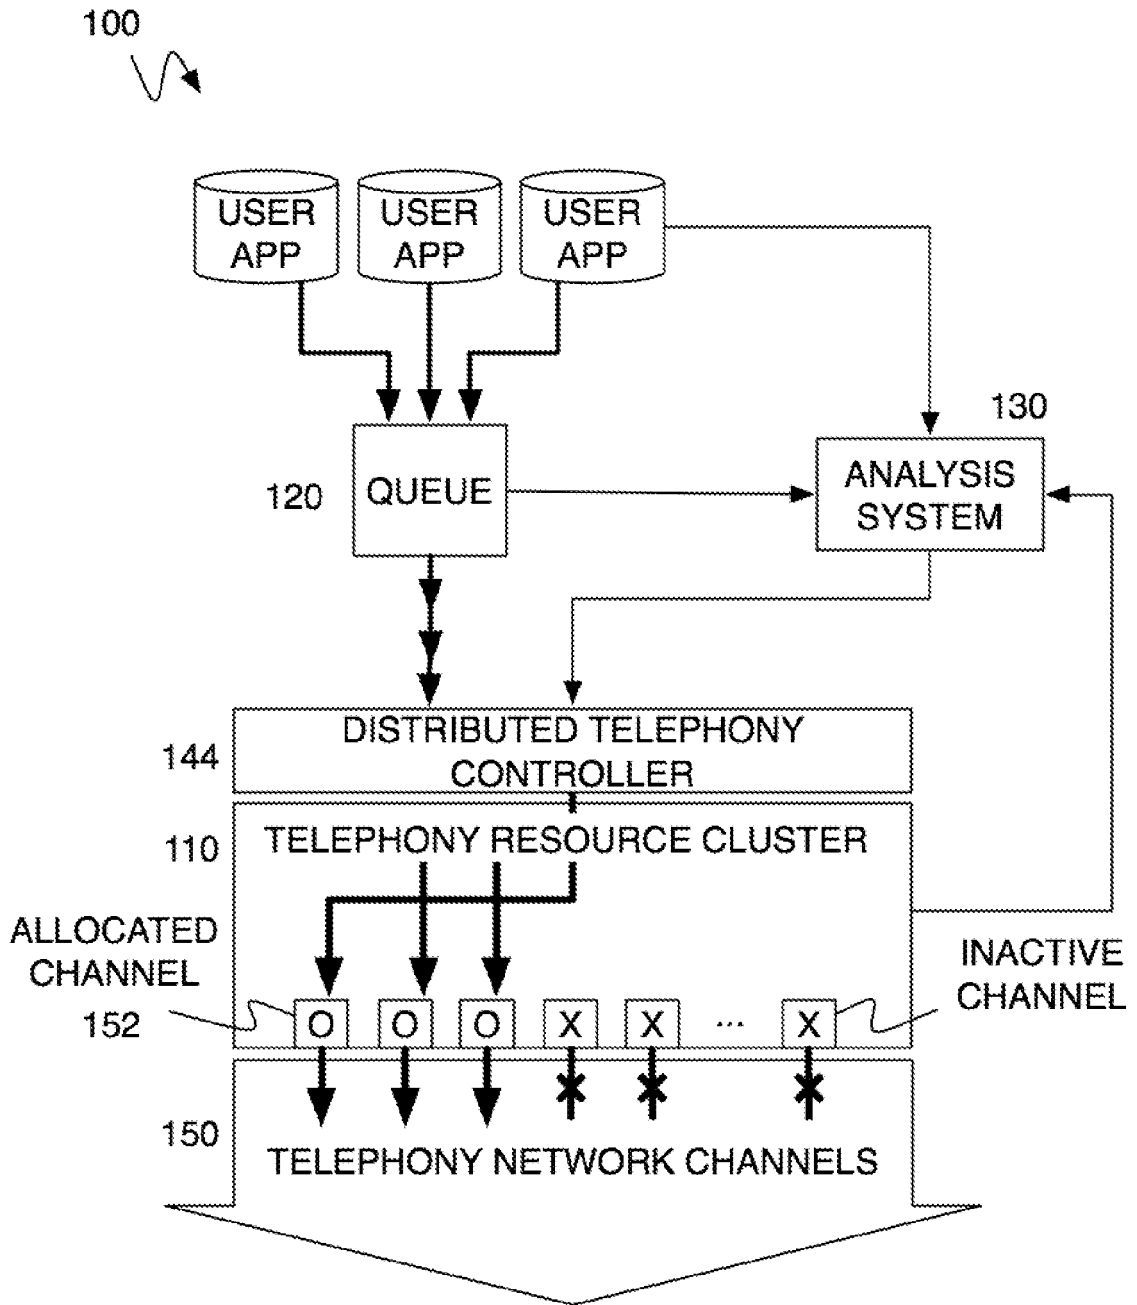 100
USER APP
USER APP
USER APP
130
120
QUEUE
ANALYSIS
SYSTEM
144
DISTRIBUTED TELEPHONY
CONTROLLER
110
TELEPHONY RESOURCE CLUSTER
ALLOCATED
CHANNEL
152
INACTIVE
CHANNEL
O O O X X ... X
150
TELEPHONY NETWORK CHANNELS